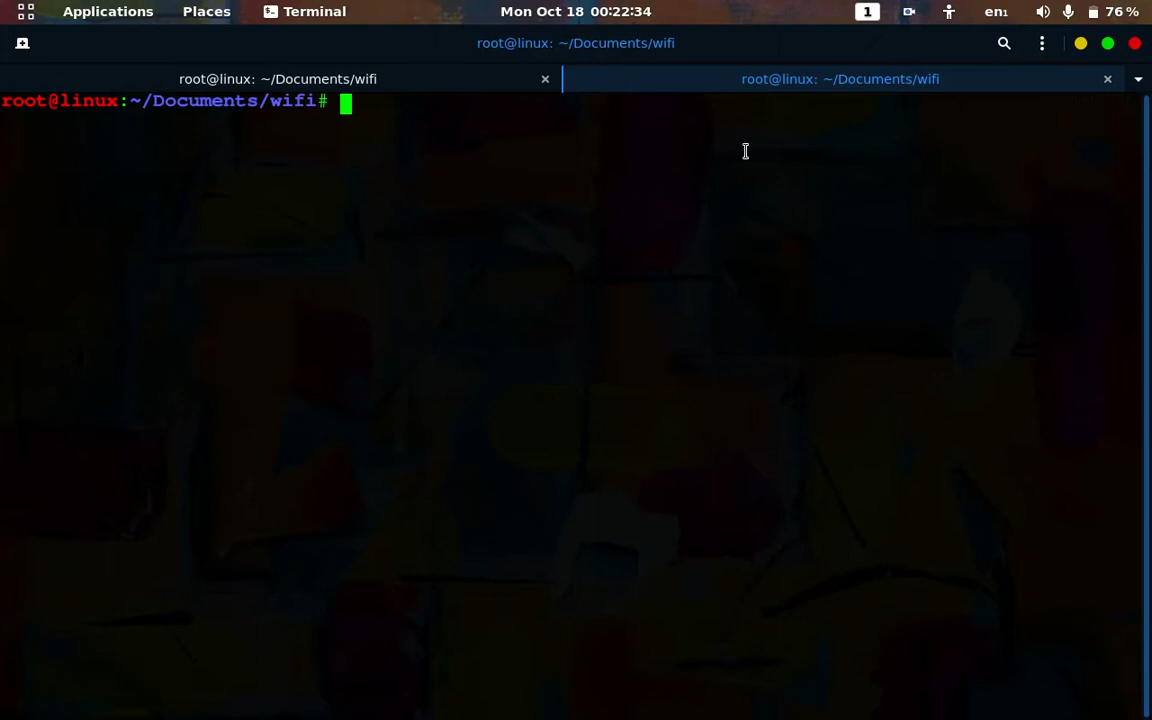 Applications Places Terminal Mon Oct 18 00:22:34 1 en₁ 76 %
root@linux: ~/Documents/wifi
root@linux: ~/Documents/wifi × root@linux: ~/Documents/wifi ×
root@linux:~/Documents/wifi#